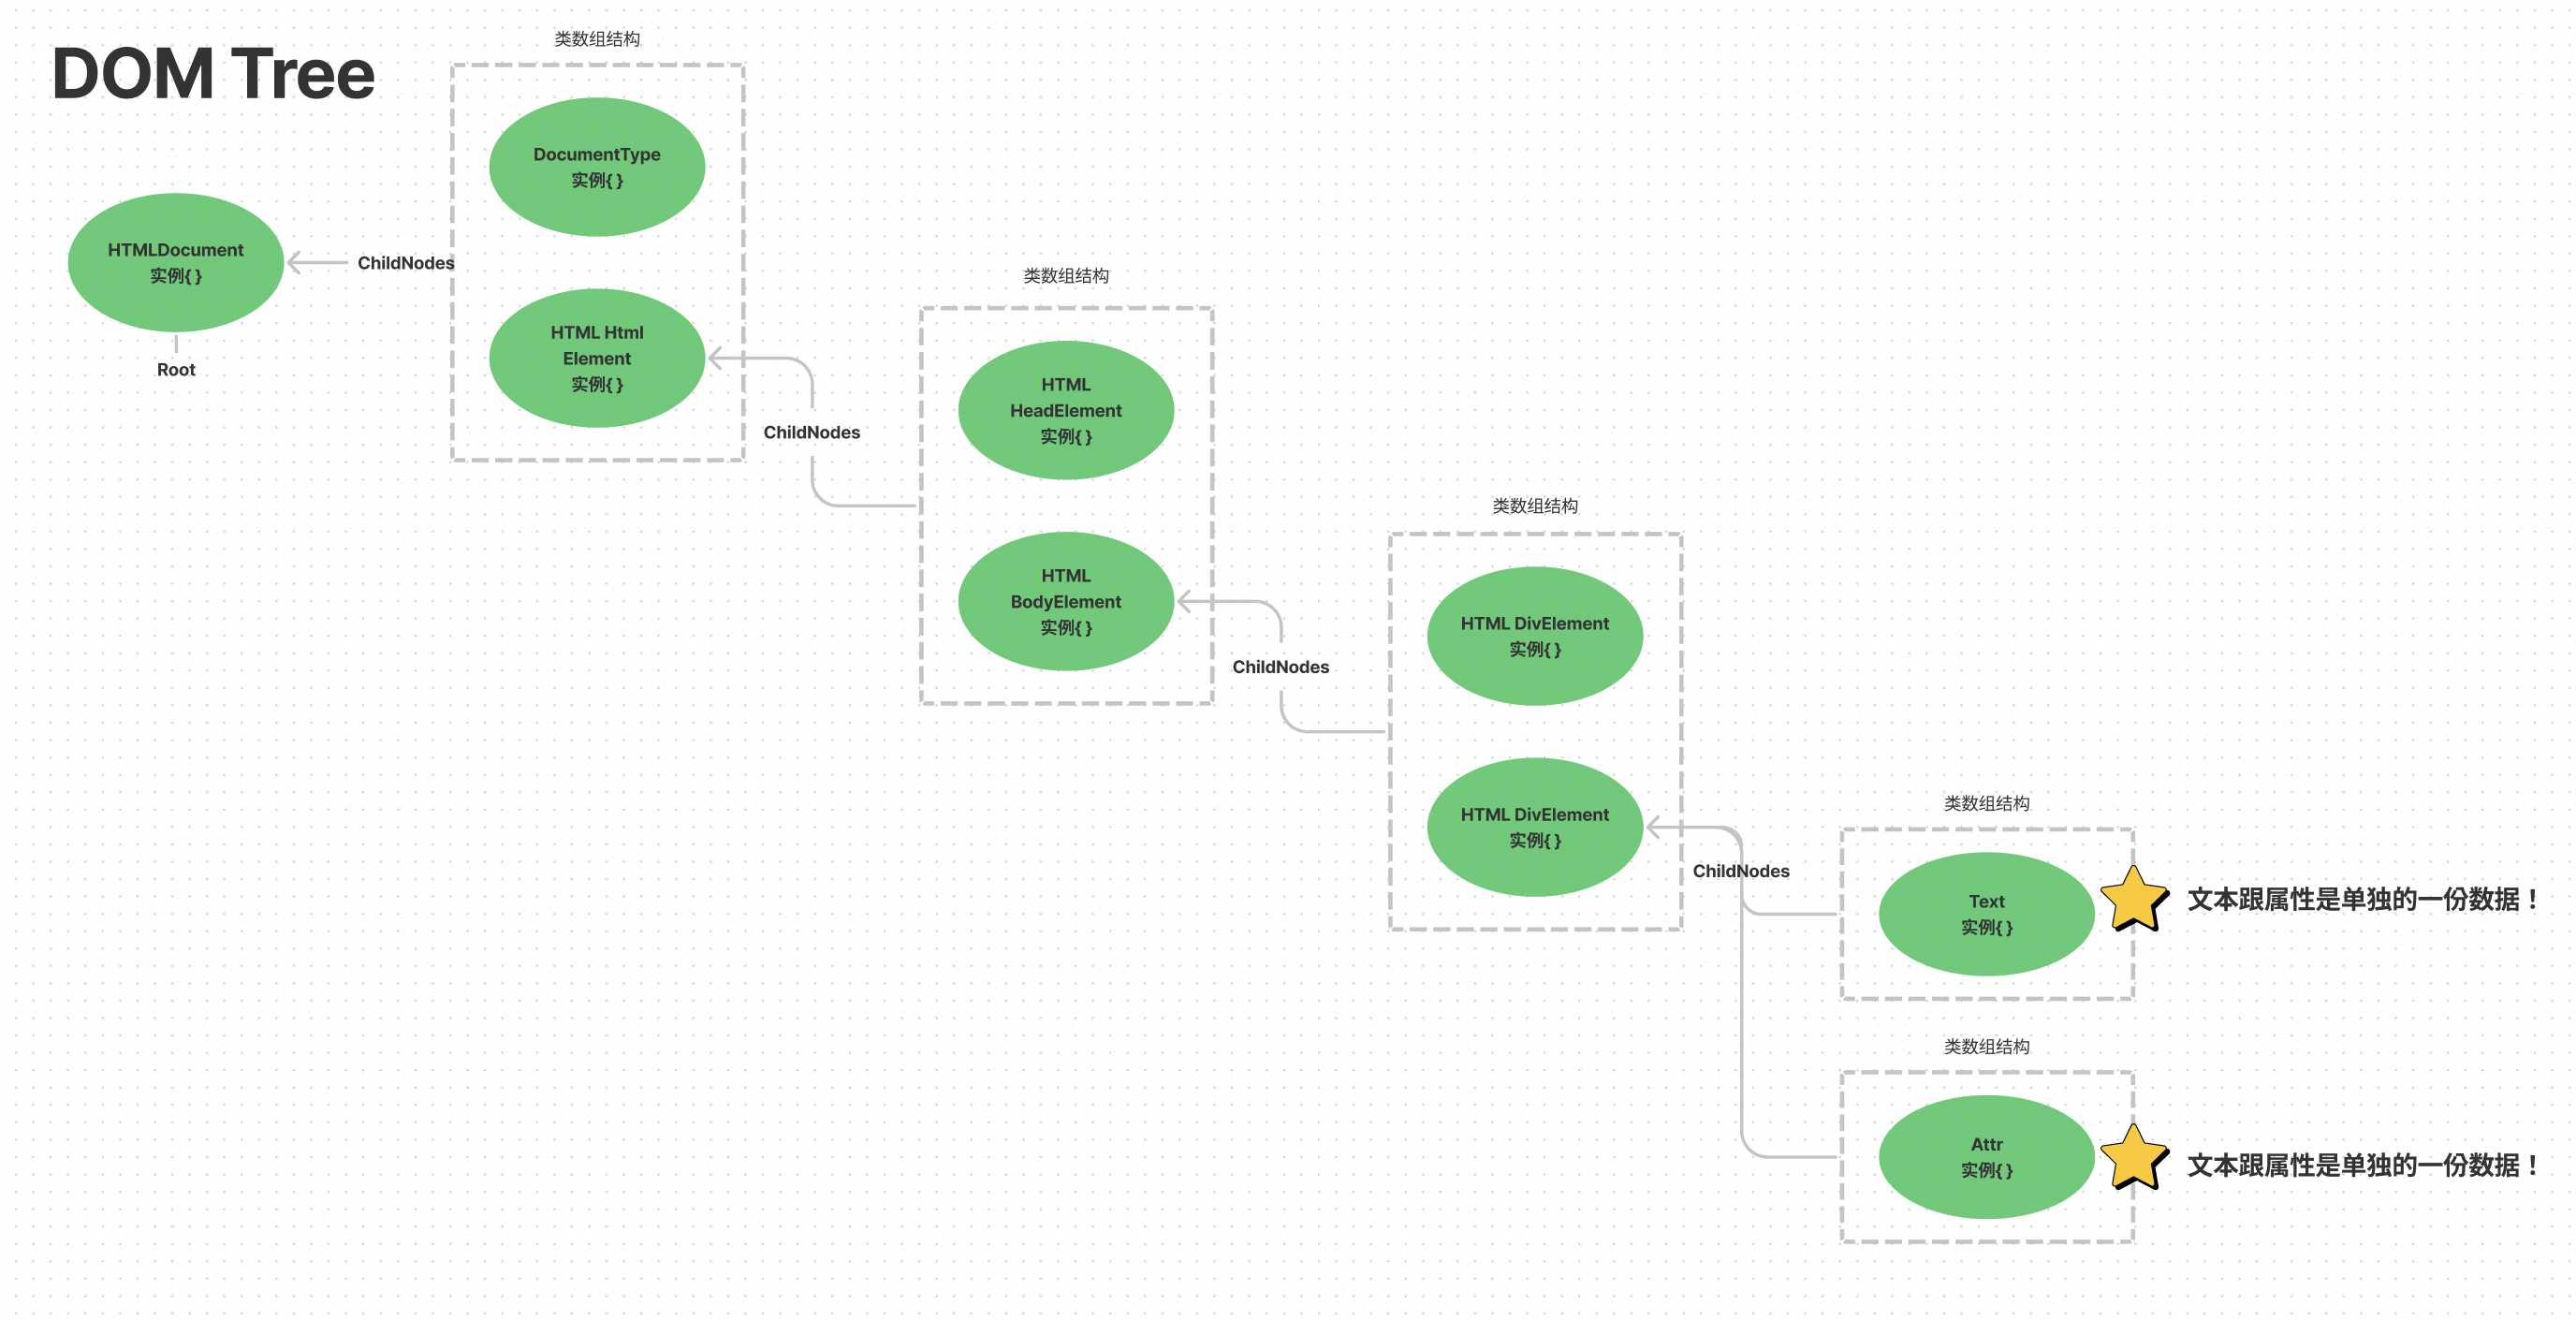 DOM Tree
类数组结构
DocumentType
实例{ }
HTMLDocument
实例{ }
ChildNodes
Root
HTML Html
Element
实例{ }
类数组结构
ChildNodes
HTML
HeadElement
实例{ }
HTML
BodyElement
实例{ }
类数组结构
ChildNodes
HTML DivElement
实例{ }
HTML DivElement
实例{ }
类数组结构
ChildNodes
Text
实例{ }
文本跟属性是单独的一份数据！
类数组结构
Attr
实例{ }
文本跟属性是单独的一份数据！